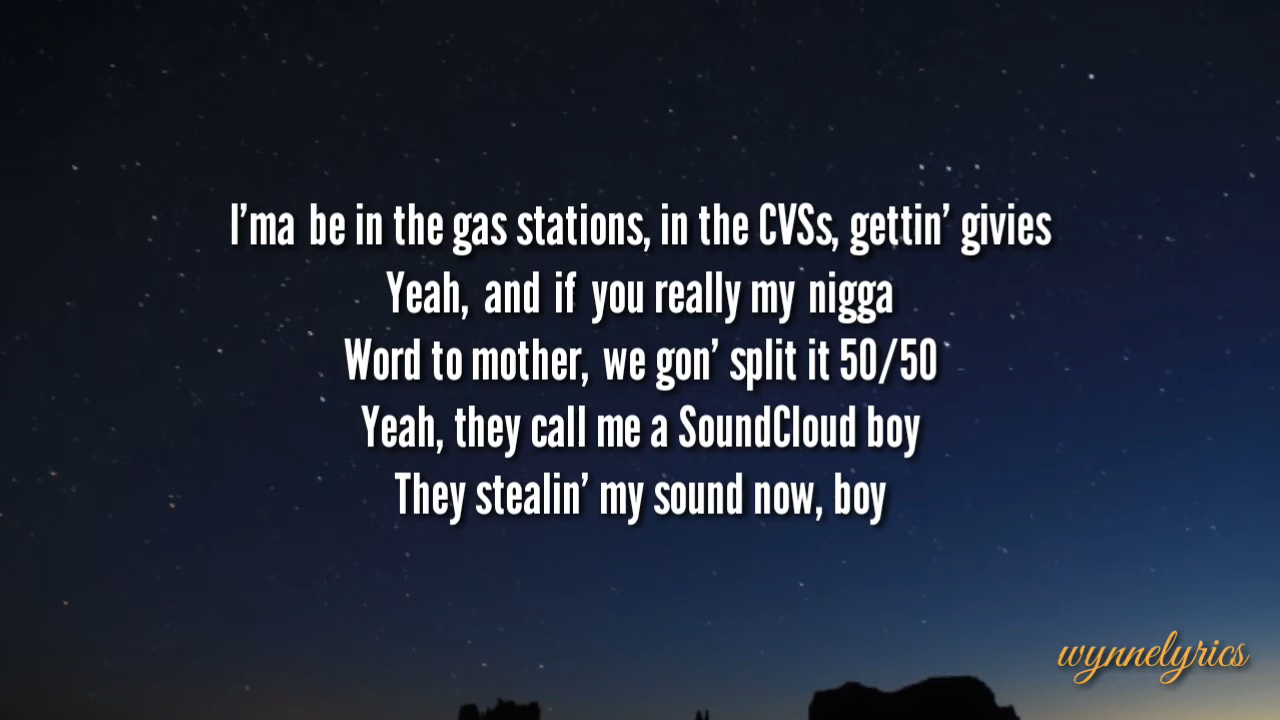 I'ma be in the gas stations, in the CVSs, gettin' givies
Yeah, and if you really my nigga
Word to mother, we gon' split it 50/50
Yeah, they call me a SoundCloud boy
They stealin' my sound now, boy
wynnelyrics